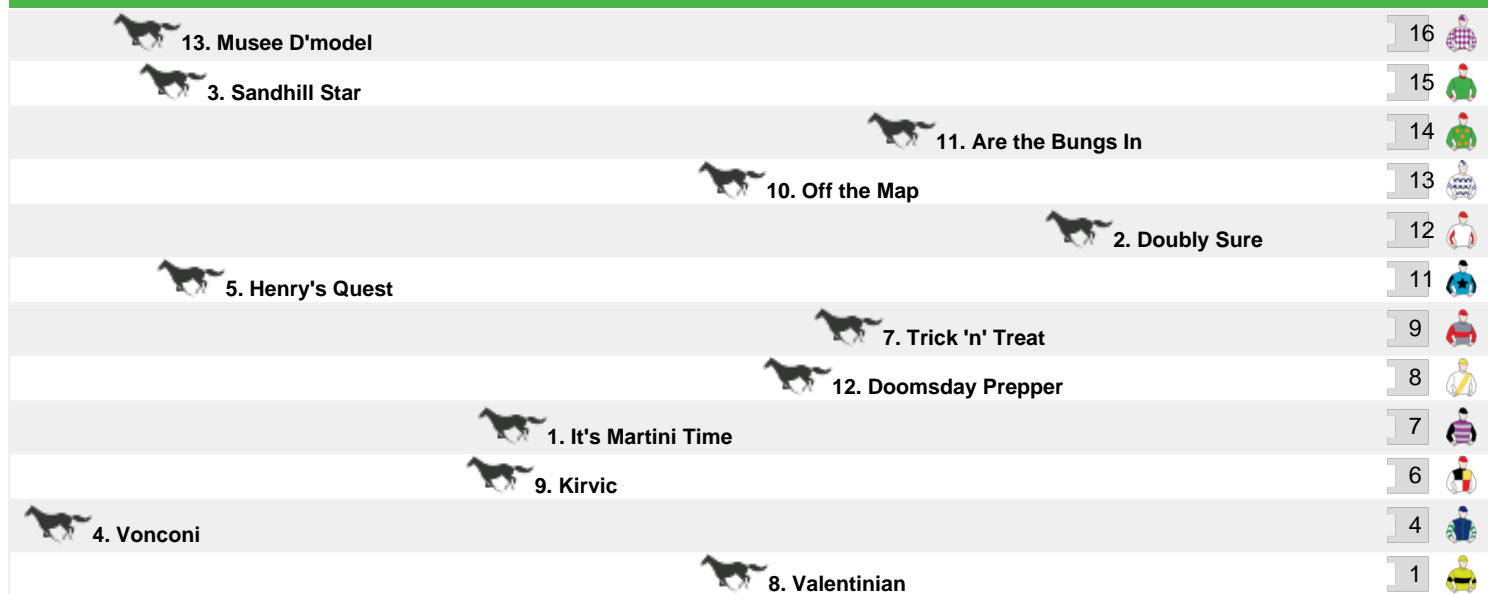 13. Musee D'model 16
3. Sandhill Star 15
11. Are the Bungs In 14
10. Off the Map 13
2. Doubly Sure 12
5. Henry's Quest 11
7. Trick 'n' Treat 9
12. Doomsday Prepper 8
1. It's Martini Time 7
9. Kirvic 6
4. Vonconi 4
8. Valentinian 1